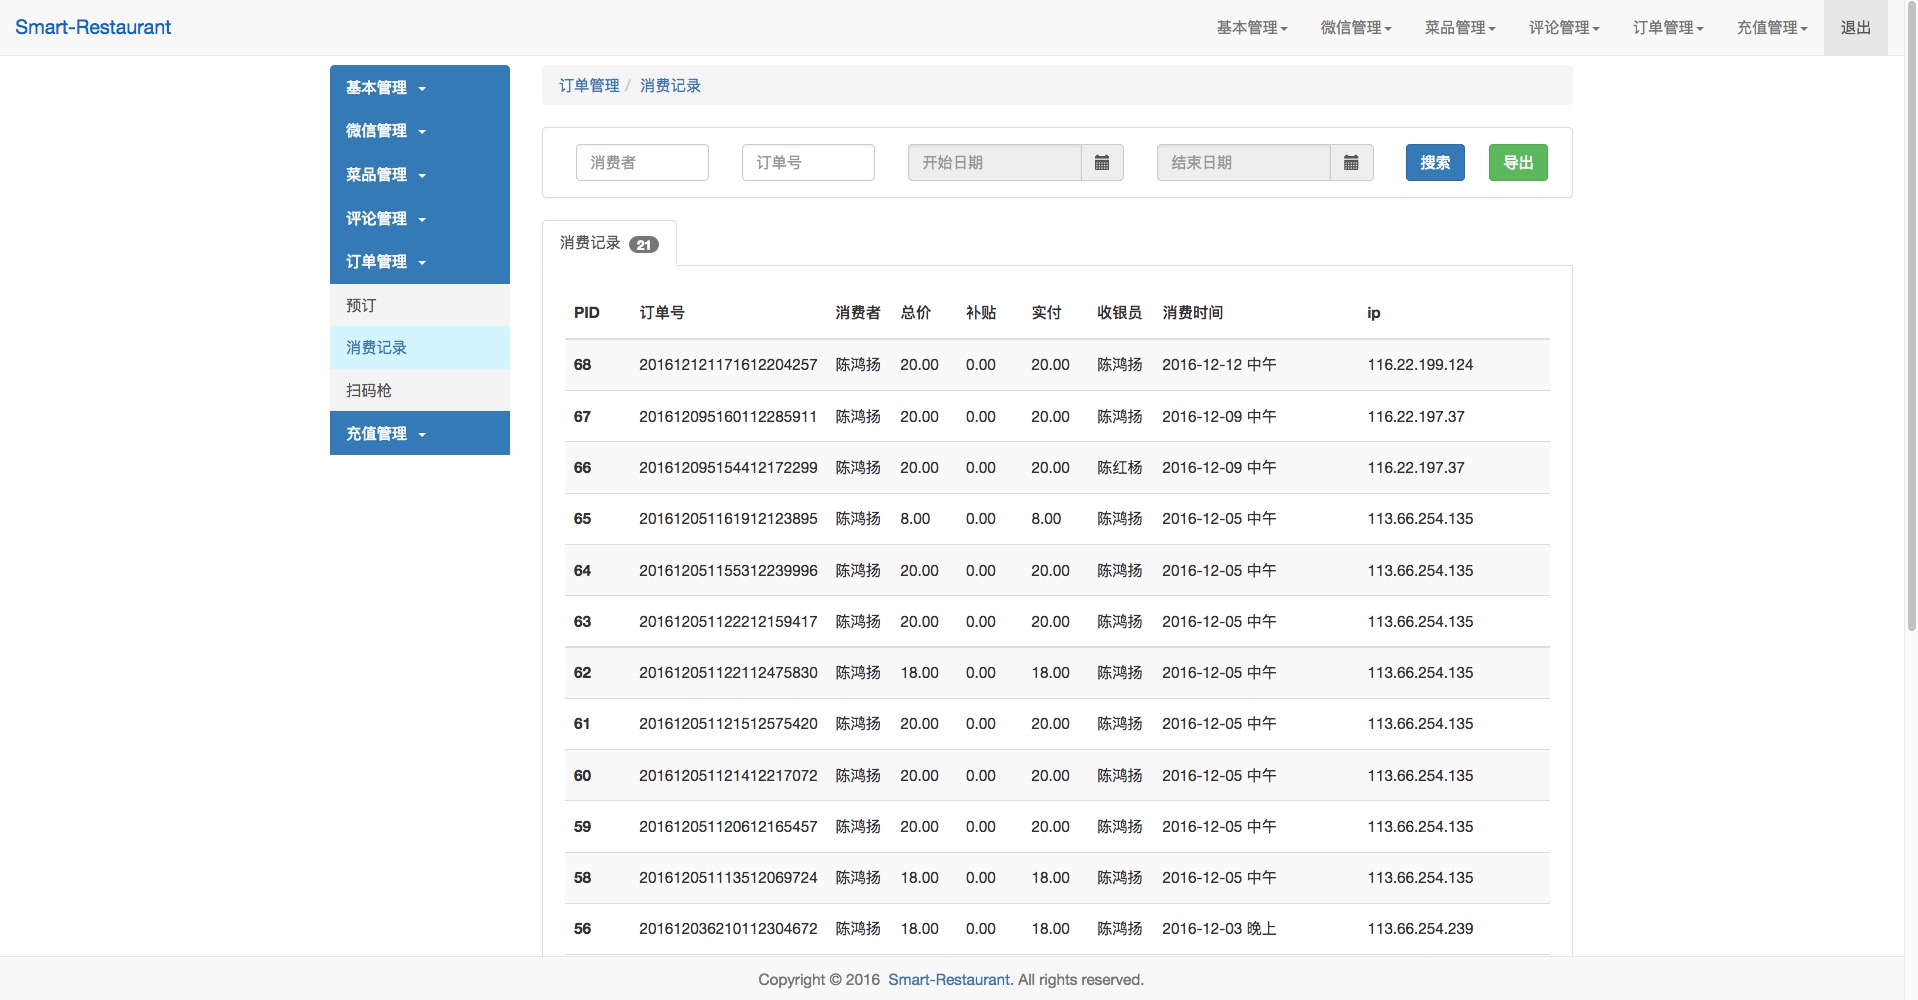 Smart-Restaurant 基本管理 微信管理 菜品管理 评论管理 订单管理 充值管理 退出
基本管理
微信管理
菜品管理
评论管理
订单管理
预订
消费记录
扫码枪
充值管理
订单管理 / 消费记录
消费者 订单号 开始日期 结束日期 搜索 导出
消费记录 21
PID 订单号 消费者 总价 补贴 实付 收银员 消费时间 ip
68 201612121171612204257 陈鸿扬 20.00 0.00 20.00 陈鸿扬 2016-12-12 中午 116.22.199.124
67 201612095160112285911 陈鸿扬 20.00 0.00 20.00 陈鸿扬 2016-12-09 中午 116.22.197.37
66 201612095154412172299 陈鸿扬 20.00 0.00 20.00 陈红杨 2016-12-09 中午 116.22.197.37
65 201612051161912123895 陈鸿扬 8.00 0.00 8.00 陈鸿扬 2016-12-05 中午 113.66.254.135
64 201612051155312239996 陈鸿扬 20.00 0.00 20.00 陈鸿扬 2016-12-05 中午 113.66.254.135
63 201612051122212159417 陈鸿扬 20.00 0.00 20.00 陈鸿扬 2016-12-05 中午 113.66.254.135
62 201612051122112475830 陈鸿扬 18.00 0.00 18.00 陈鸿扬 2016-12-05 中午 113.66.254.135
61 201612051121512575420 陈鸿扬 20.00 0.00 20.00 陈鸿扬 2016-12-05 中午 113.66.254.135
60 201612051121412217072 陈鸿扬 20.00 0.00 20.00 陈鸿扬 2016-12-05 中午 113.66.254.135
59 201612051120612165457 陈鸿扬 20.00 0.00 20.00 陈鸿扬 2016-12-05 中午 113.66.254.135
58 201612051113512069724 陈鸿扬 18.00 0.00 18.00 陈鸿扬 2016-12-05 中午 113.66.254.135
56 201612036210112304672 陈鸿扬 18.00 0.00 18.00 陈鸿扬 2016-12-03 晚上 113.66.254.239
Copyright © 2016 Smart-Restaurant. All rights reserved.